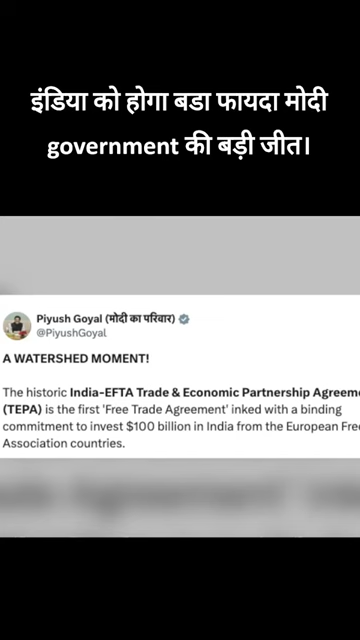 इंडिया को होगा बडा फायदा मोदी
government की बड़ी जीत।
Piyush Goyal (मोदी का परिवार)
@PiyushGoyal
A WATERSHED MOMENT!
The historic India-EFTA Trade & Economic Partnership Agreeme
(TEPA) is the first 'Free Trade Agreement' inked with a binding
commitment to invest $100 billion in India from the European Free
Association countries.